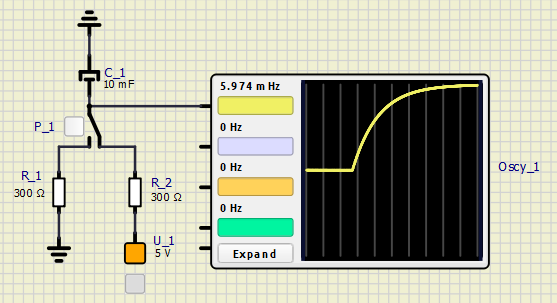 C_1
10 mF
P_1
R_1
300 Ω
R_2
300 Ω
U_1
5 V
5.974 mHz
0 Hz
0 Hz
0 Hz
Expand
Oscy_1